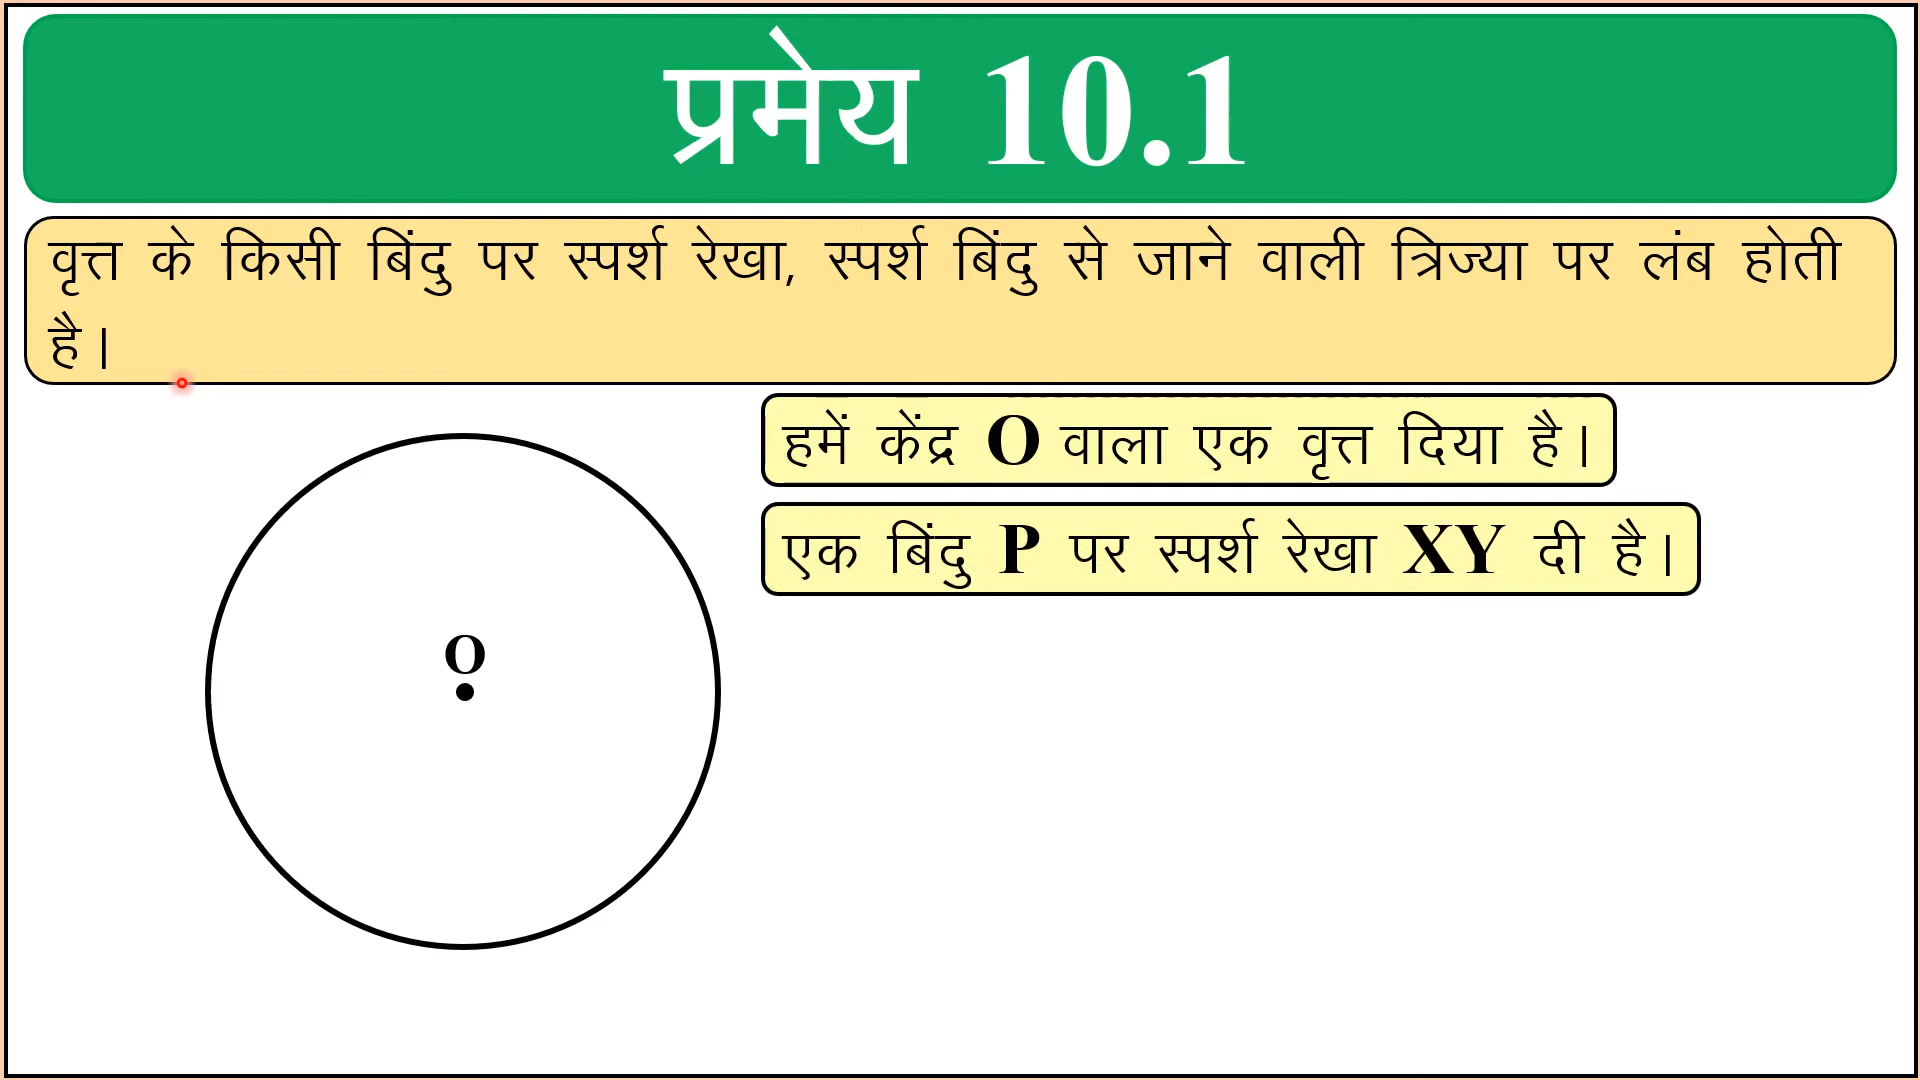 प्रमेय 10.1
वृत्त के किसी बिंदु पर स्पर्श रेखा, स्पर्श बिंदु से जाने वाली त्रिज्या पर लंब होती
है।
हमें केंद्र O वाला एक वृत्त दिया है।
एक बिंदु P पर स्पर्श रेखा XY दी है।
O